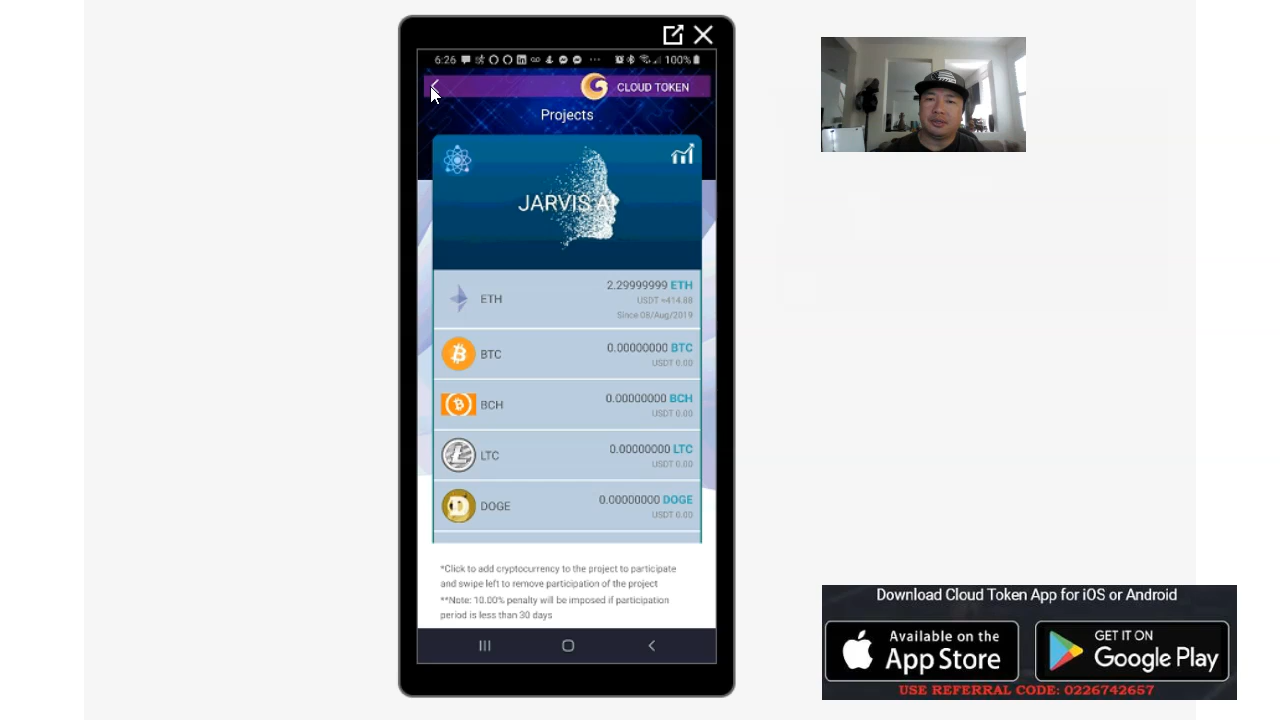 6:26
100%
CLOUD TOKEN
Projects
JARVIS AI
ETH
2.29999999 ETH
USDT ≈414.88
Since 08/Aug/2019
BTC
0.00000000 BTC
USDT 0.00
BCH
0.00000000 BCH
USDT 0.00
LTC
0.00000000 LTC
USDT 0.00
DOGE
0.00000000 DOGE
USDT 0.00
*Click to add cryptocurrency to the project to participate
and swipe left to remove participation of the project
**Note: 10.00% penalty will be imposed if participation
period is less than 30 days
Download Cloud Token App for iOS or Android
Available on the
App Store
GET IT ON
Google Play
USE REFERRAL CODE: 0226742657